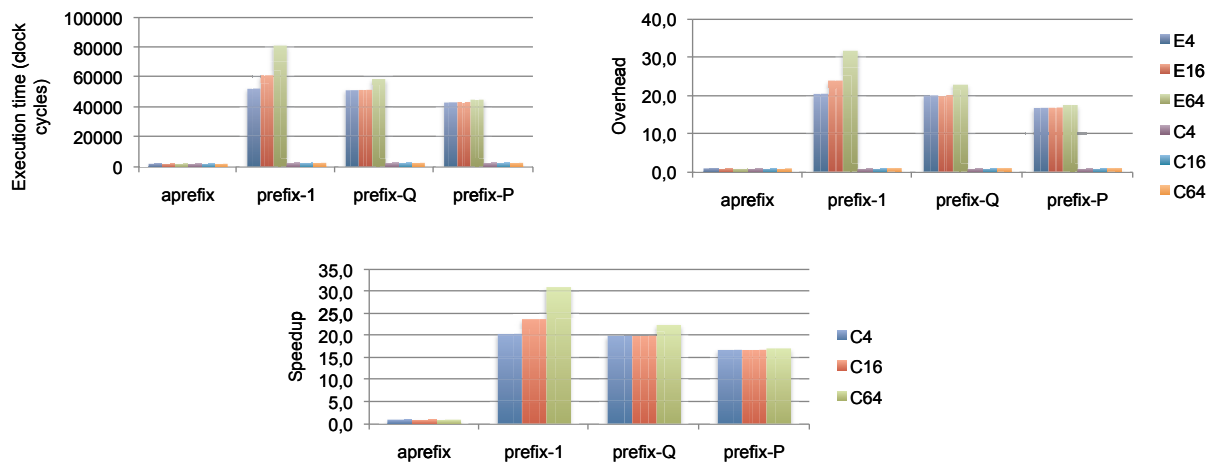 Execution time (clock
cycles)
100000
80000
60000
40000
20000
0
aprefix
prefix-1
prefix-Q
prefix-P
Overhead
40,0
30,0
20,0
10,0
0,0
aprefix
prefix-1
prefix-Q
prefix-P
E4
E16
E64
C4
C16
C64
Speedup
35,0
30,0
25,0
20,0
15,0
10,0
5,0
0,0
aprefix
prefix-1
prefix-Q
prefix-P
C4
C16
C64